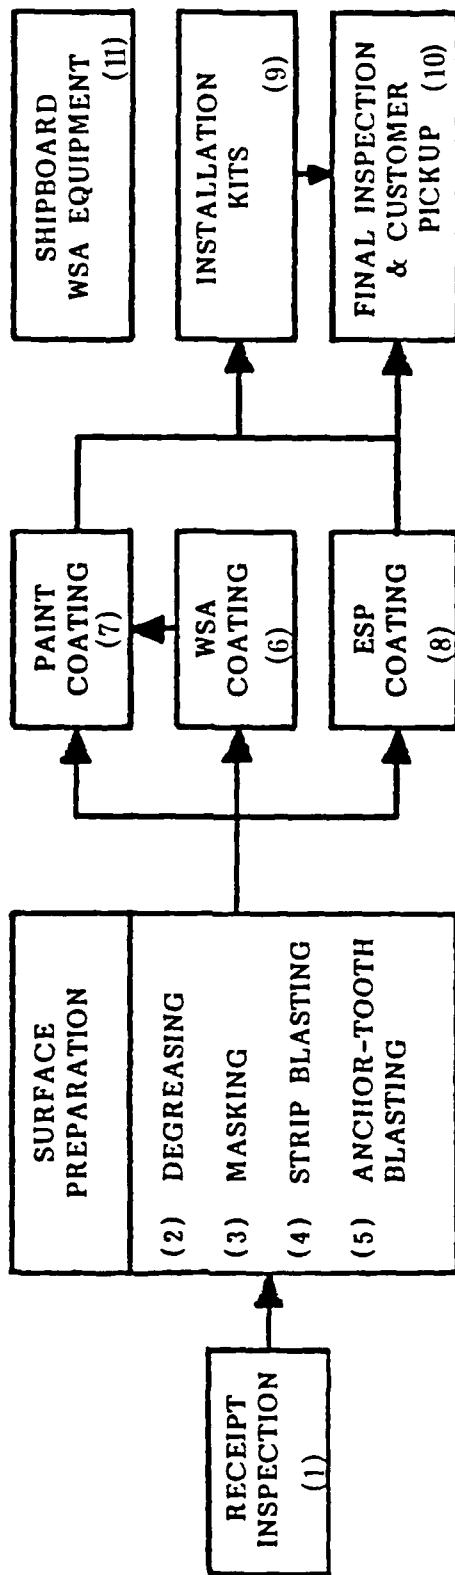 RECEIPT
INSPECTION
(1)
SURFACE
PREPARATION
(2) DEGREASING
(3) MASKING
(4) STRIP BLASTING
(5) ANCHOR-TOOTH
BLASTING
PAINT
COATING
(7)
WSA
COATING
(6)
ESP
COATING
(8)
SHIPBOARD
WSA EQUIPMENT
(11)
INSTALLATION
KITS
(9)
FINAL INSPECTION
& CUSTOMER
PICKUP (10)